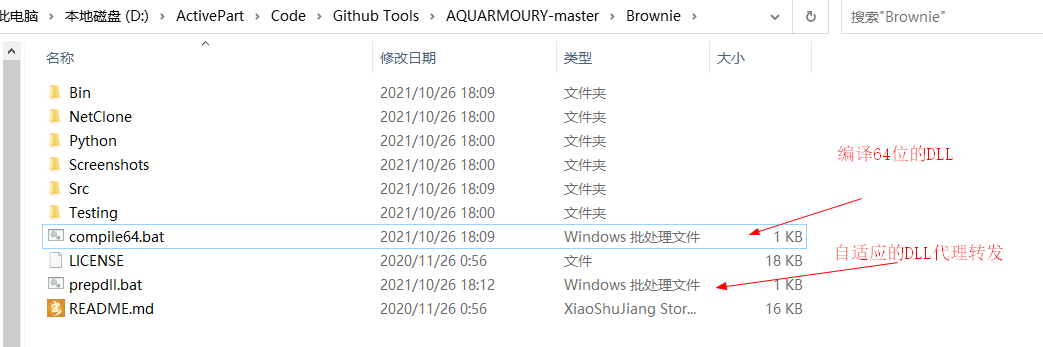 此电脑 › 本地磁盘 (D:) › ActivePart › Code › Github Tools › AQUARMOURY-master › Brownie › 搜索"Brownie"
名称 修改日期 类型 大小
Bin 2021/10/26 18:09 文件夹
NetClone 2021/10/26 18:00 文件夹
Python 2021/10/26 18:00 文件夹
Screenshots 2021/10/26 18:00 文件夹
Src 2021/10/26 18:09 文件夹
Testing 2021/10/26 18:00 文件夹
compile64.bat 2021/10/26 18:09 Windows 批处理文件 1 KB
LICENSE 2020/11/26 0:56 文件 18 KB
prepdll.bat 2021/10/26 18:12 Windows 批处理文件 1 KB
README.md 2020/11/26 0:56 XiaoShuJiang Stor... 16 KB
编译64位的DLL
自适应的DLL代理转发